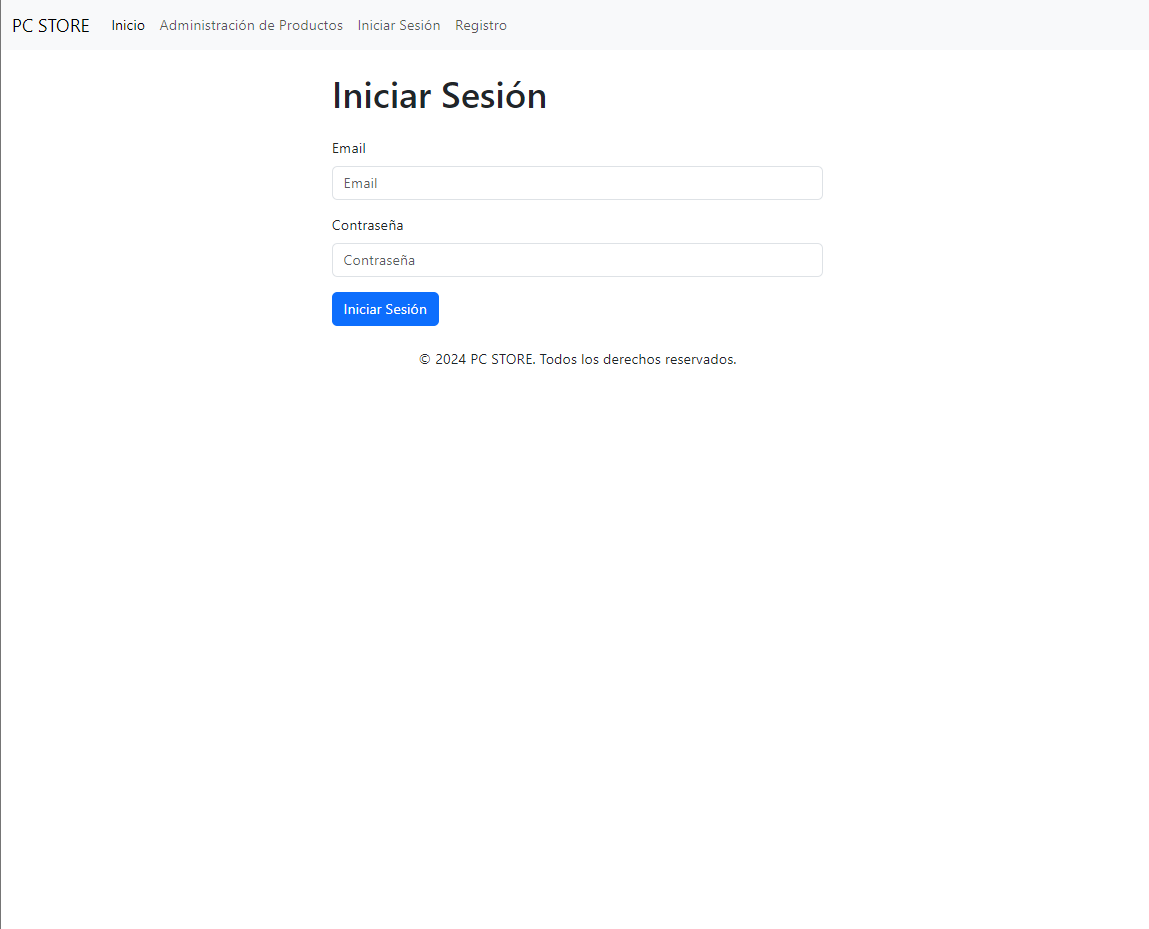 PC STORE Inicio Administración de Productos Iniciar Sesión Registro
Iniciar Sesión
Email
Email
Contraseña
Contraseña
Iniciar Sesión
© 2024 PC STORE. Todos los derechos reservados.